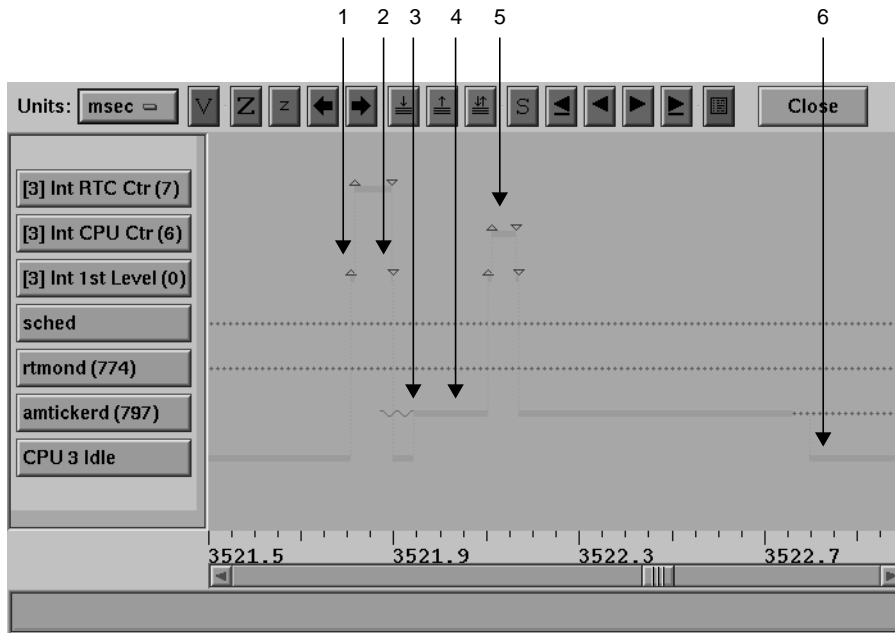 1 2 3 4 5 6
Units: msec V Z z S Close
[3] Int RTC Ctr (7)
[3] Int CPU Ctr (6)
[3] Int 1st Level (0)
sched
rtmond (774)
amtickerd (797)
CPU 3 Idle
3521.5 3521.9 3522.3 3522.7